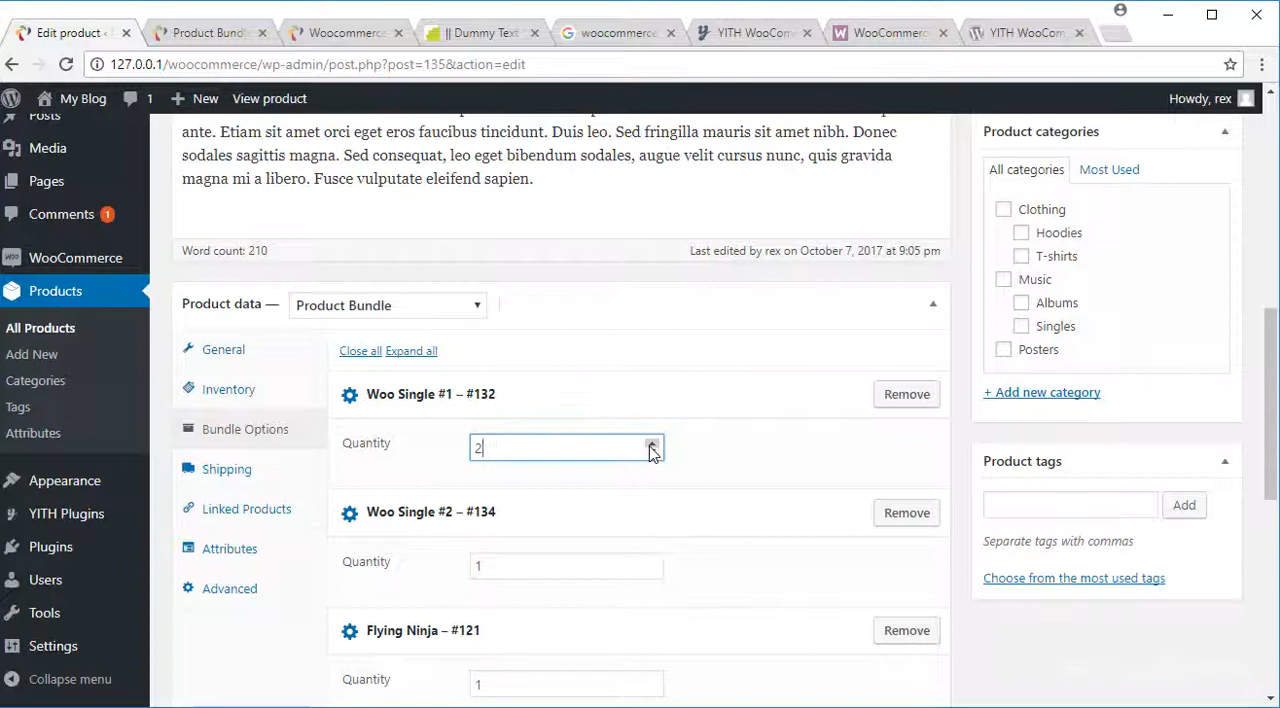 Edit product ‹
Product Bundl
Woocommerc
|| Dummy Text
woocommerce
YITH WooCom
WooCommerc
YITH WooCom
127.0.0.1/woocommerce/wp-admin/post.php?post=135&action=edit
My Blog
1
New
View product
Howdy, rex
Posts
Media
Pages
Comments 1
WooCommerce
Products
All Products
Add New
Categories
Tags
Attributes
Appearance
YITH Plugins
Plugins
Users
Tools
Settings
Collapse menu
ante. Etiam sit amet orci eget eros faucibus tincidunt. Duis leo. Sed fringilla mauris sit amet nibh. Donec
sodales sagittis magna. Sed consequat, leo eget bibendum sodales, augue velit cursus nunc, quis gravida
magna mi a libero. Fusce vulputate eleifend sapien.
Word count: 210
Last edited by rex on October 7, 2017 at 9:05 pm
Product data —
Product Bundle
General
Inventory
Bundle Options
Shipping
Linked Products
Attributes
Advanced
Close all Expand all
Woo Single #1 – #132
Remove
Quantity
2
Woo Single #2 – #134
Remove
Quantity
1
Flying Ninja – #121
Remove
Quantity
1
Product categories
All categories
Most Used
Clothing
Hoodies
T-shirts
Music
Albums
Singles
Posters
+ Add new category
Product tags
Add
Separate tags with commas
Choose from the most used tags